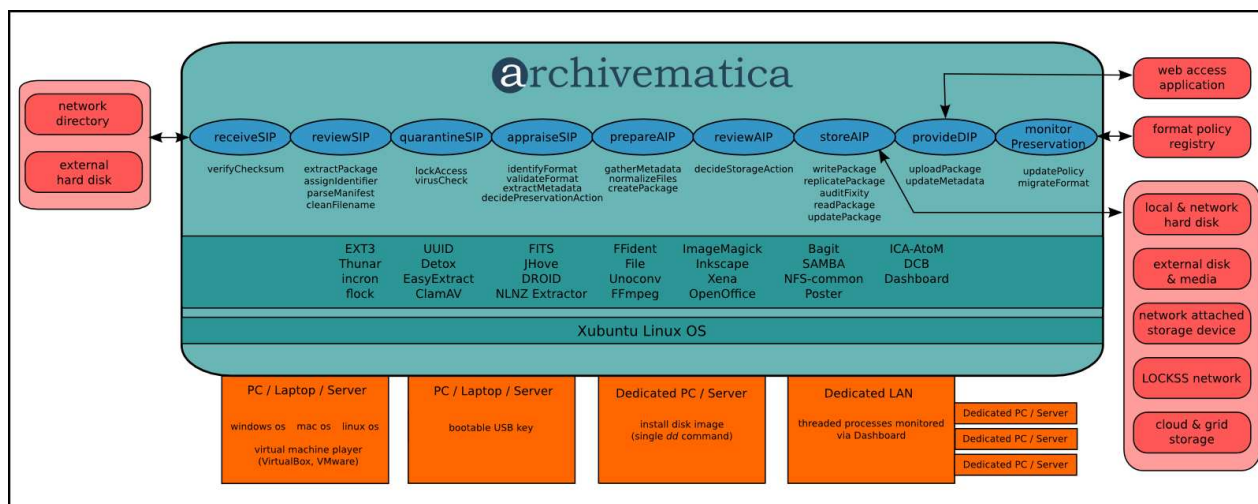 archivematica
network
directory
external
hard disk
receiveSIP
reviewSIP
quarantineSIP
appraiseSIP
prepareAIP
reviewAIP
storeAIP
provideDIP
monitor
Preservation
verifyChecksum
extractPackage
assignIdentifier
parseManifest
cleanFilename
lockAccess
virusCheck
identifyFormat
validateFormat
extractMetadata
decidePreservationAction
gatherMetadata
normalizeFiles
createPackage
decideStorageAction
writePackage
replicatePackage
auditFixity
readPackage
updatePackage
uploadPackage
updateMetadata
updatePolicy
migrateFormat
web access
application
format policy
registry
local & network
hard disk
external disk
& media
network attached
storage device
LOCKSS network
cloud & grid
storage
EXT3
Thunar
incron
flock
UUID
Detox
EasyExtract
ClamAV
FITS
JHove
DROID
NLNZ Extractor
FFident
File
Unoconv
FFmpeg
ImageMagick
Inkscape
Xena
OpenOffice
Bagit
SAMBA
NFS-common
Poster
ICA-AtoM
DCB
Dashboard
Xubuntu Linux OS
PC / Laptop / Server
windows os mac os linux os
virtual machine player
(VirtualBox, VMware)
PC / Laptop / Server
bootable USB key
Dedicated PC / Server
install disk image
(single dd command)
Dedicated LAN
threaded processes monitored
via Dashboard
Dedicated PC / Server
Dedicated PC / Server
Dedicated PC / Server